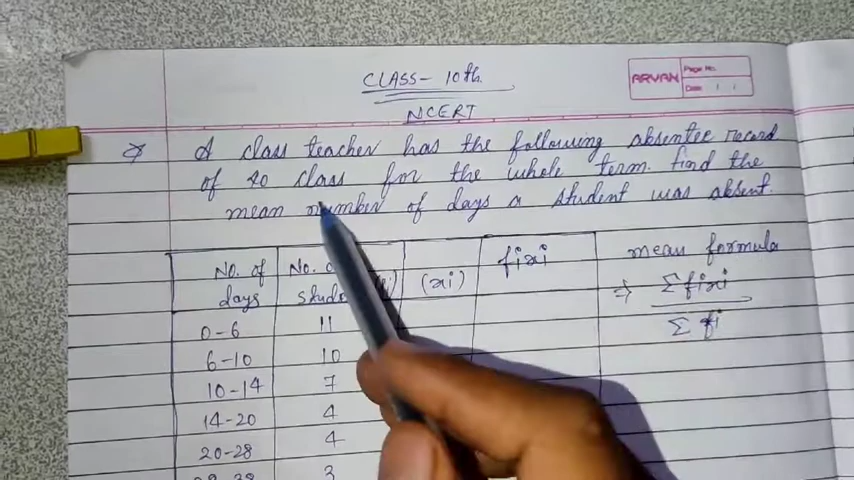 CLASS- 10th.
NCERT
ARVAN
Page No.
Date / /
A class teacher has the following absentee record
of 40 class for the whole term. find the
mean number of days a student was absent.
No. of days
No. of
(xi)
fixi
mean formula
⇒ Σfixi
Σfi
0-6 11
6-10 10
10-14 7
14-20 4
20-28 4
28-38 3